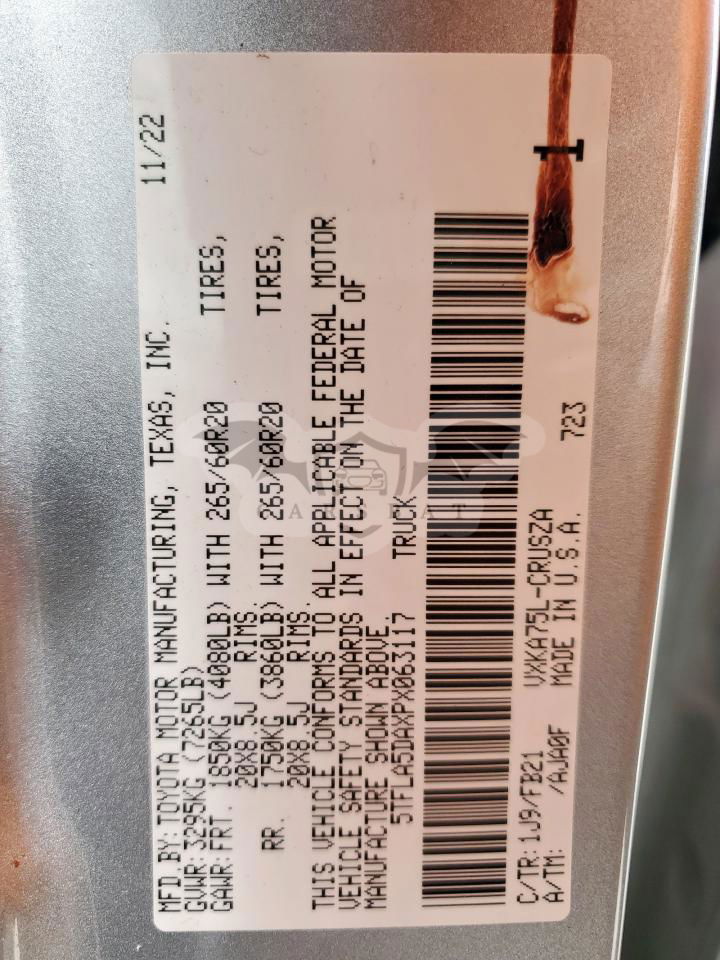 MFD.BY:TOYOTA MOTOR MANUFACTURING, TEXAS, INC. 11/22
GVWR:3295KG (7265LB)
GAWR:FRT. 1850KG (4080LB) WITH 265/60R20 TIRES,
20X8.5J RIMS.
RR. 1750KG (3860LB) WITH 265/60R20 TIRES,
20X8.5J RIMS.
THIS VEHICLE CONFORMS TO ALL APPLICABLE FEDERAL MOTOR
VEHICLE SAFETY STANDARDS IN EFFECT ON THE DATE OF
MANUFACTURE SHOWN ABOVE.
5TFLA5DAXPX063117 TRUCK
1
C/TR:1J9/FB21 VXKA75L-CRUSZA
A/TM: /AJA0F MADE IN U.S.A. 723
CARSBAT